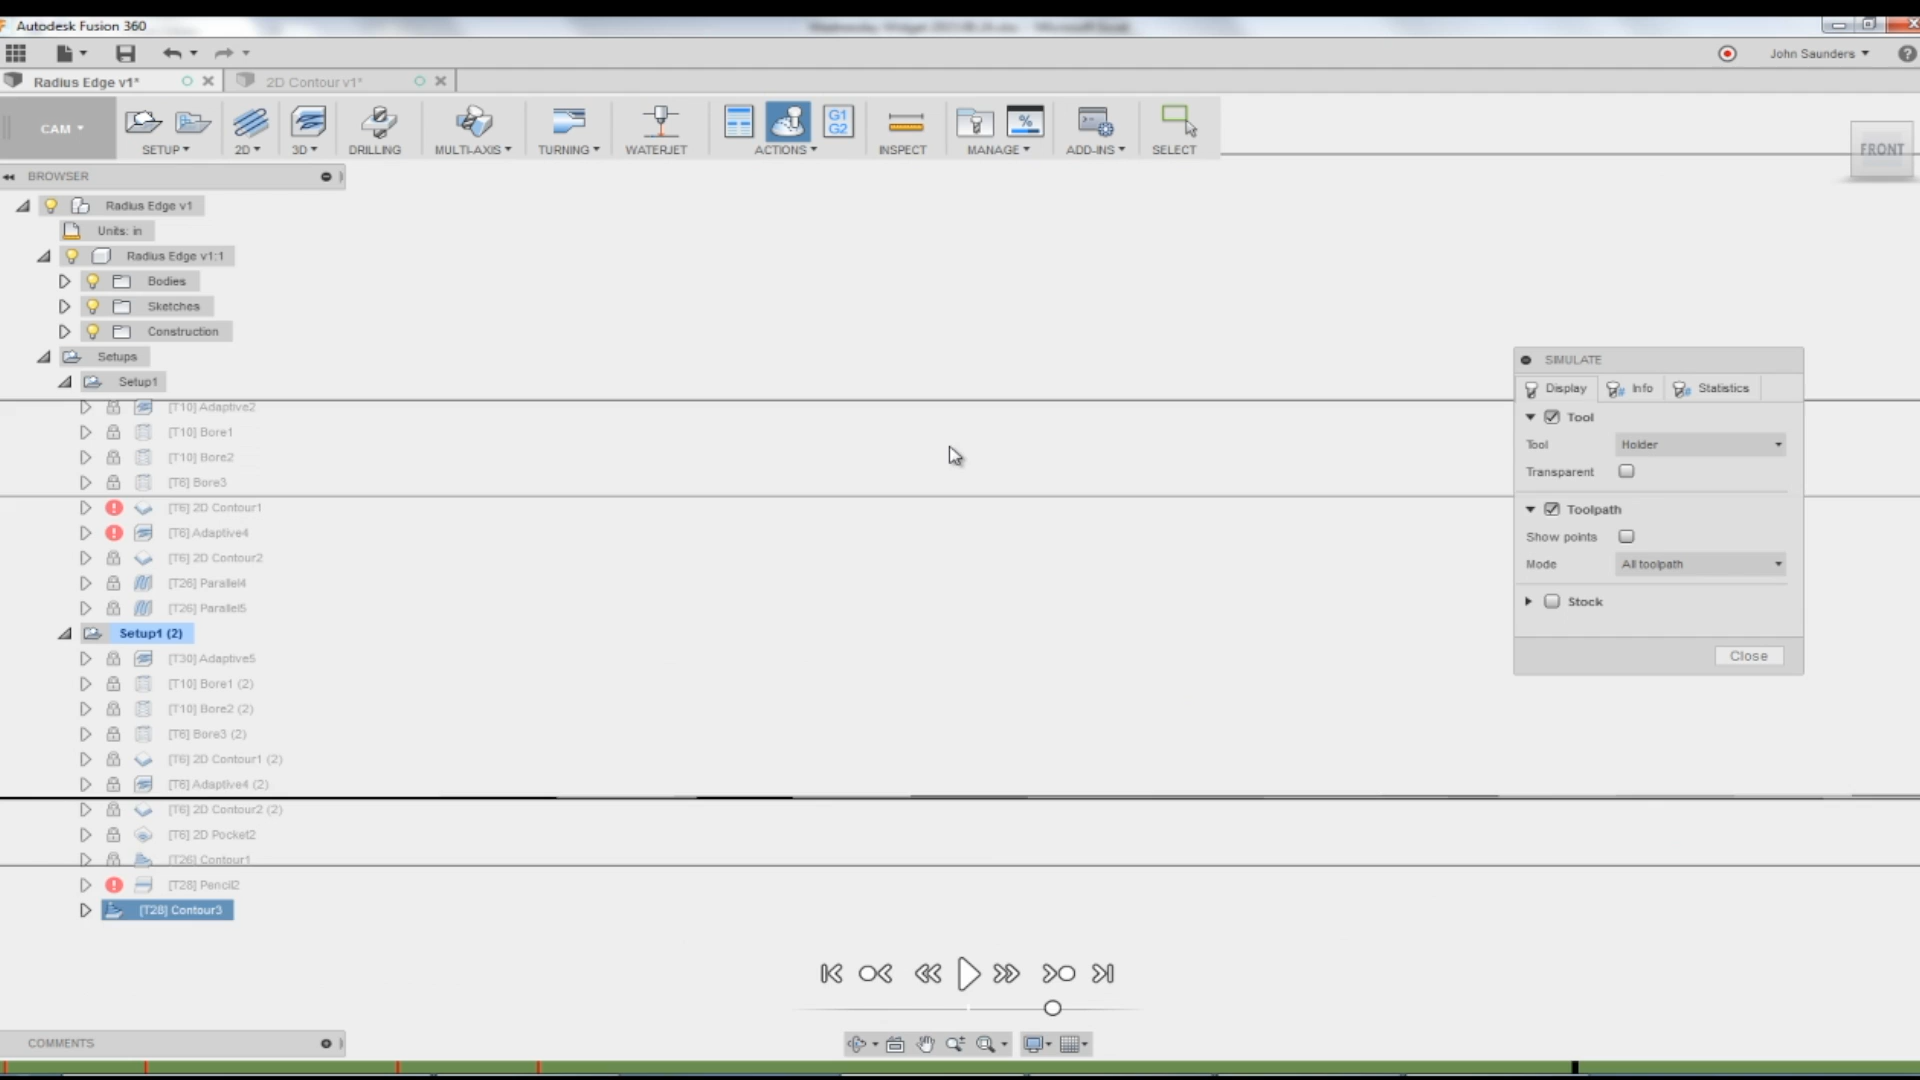 Autodesk Fusion 360
John Saunders
Radius Edge v1*
2D Contour v1*
CAM
SETUP
2D
3D
DRILLING
MULTI-AXIS
TURNING
WATERJET
G1
G2
ACTIONS
INSPECT
%
MANAGE
ADD-INS
SELECT
FRONT
BROWSER
Radius Edge v1
Units: in
Radius Edge v1:1
Bodies
Sketches
Construction
Setups
Setup1
[T10] Adaptive2
[T10] Bore1
[T10] Bore2
[T6] Bore3
[T6] 2D Contour1
[T6] Adaptive4
[T6] 2D Contour2
[T26] Parallel4
[T26] Parallel5
Setup1 (2)
[T30] Adaptive5
[T10] Bore1 (2)
[T10] Bore2 (2)
[T6] Bore3 (2)
[T6] 2D Contour1 (2)
[T6] Adaptive4 (2)
[T6] 2D Contour2 (2)
[T6] 2D Pocket2
[T26] Contour1
[T28] Pencil2
[T28] Contour3
SIMULATE
Display
Info
Statistics
Tool
Tool
Holder
Transparent
Toolpath
Show points
Mode
All toolpath
Stock
Close
COMMENTS